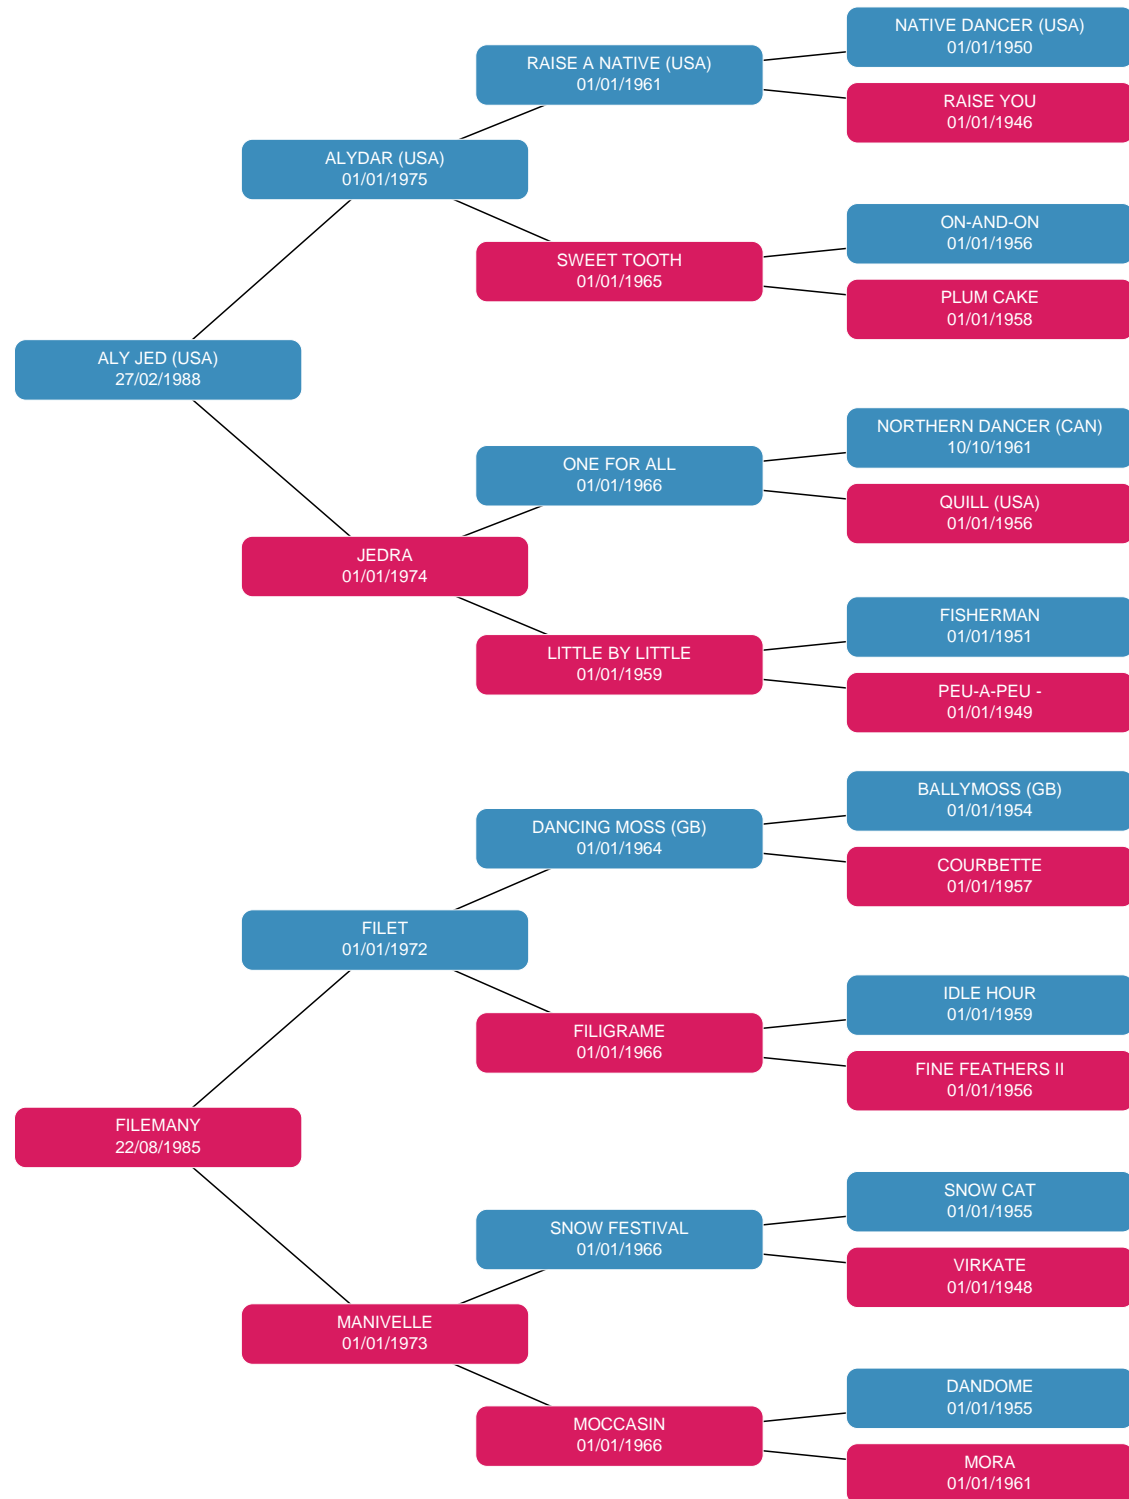 NATIVE DANCER (USA)
01/01/1950
RAISE A NATIVE (USA)
01/01/1961
RAISE YOU
01/01/1946
ALYDAR (USA)
01/01/1975
ON-AND-ON
01/01/1956
SWEET TOOTH
01/01/1965
PLUM CAKE
01/01/1958
ALY JED (USA)
27/02/1988
NORTHERN DANCER (CAN)
10/10/1961
ONE FOR ALL
01/01/1966
QUILL (USA)
01/01/1956
JEDRA
01/01/1974
FISHERMAN
01/01/1951
LITTLE BY LITTLE
01/01/1959
PEU-A-PEU -
01/01/1949
BALLYMOSS (GB)
01/01/1954
DANCING MOSS (GB)
01/01/1964
COURBETTE
01/01/1957
FILET
01/01/1972
IDLE HOUR
01/01/1959
FILIGRAME
01/01/1966
FINE FEATHERS II
01/01/1956
FILEMANY
22/08/1985
SNOW CAT
01/01/1955
SNOW FESTIVAL
01/01/1966
VIRKATE
01/01/1948
MANIVELLE
01/01/1973
DANDOME
01/01/1955
MOCCASIN
01/01/1966
MORA
01/01/1961